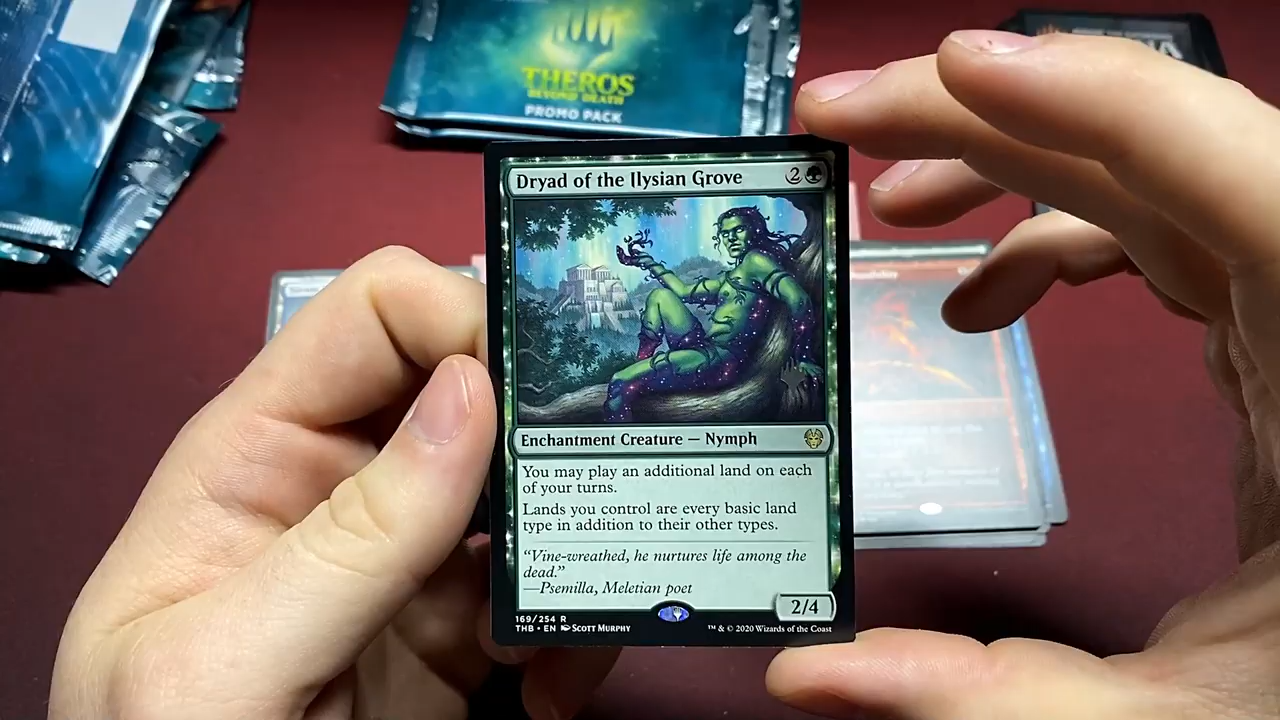 THEROS
BEYOND DEATH
PROMO PACK
Dryad of the Ilysian Grove
2
Enchantment Creature — Nymph
You may play an additional land on each
of your turns.
Lands you control are every basic land
type in addition to their other types.
“Vine-wreathed, he nurtures life among the
dead.”
—Psemilla, Meletian poet
2/4
169/254 R
THB • EN Scott Murphy
™ & © 2020 Wizards of the Coast